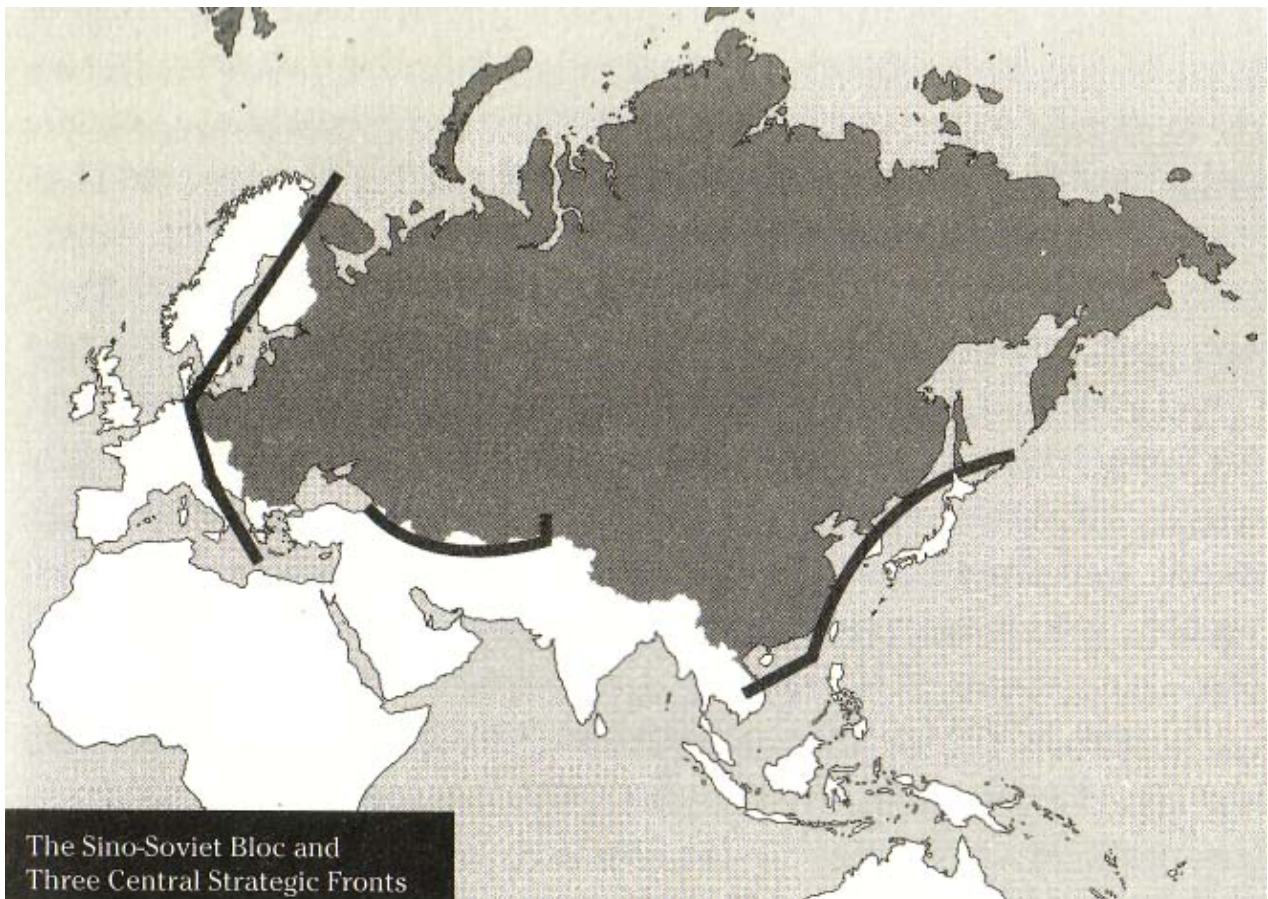 The Sino-Soviet Bloc and
Three Central Strategic Fronts